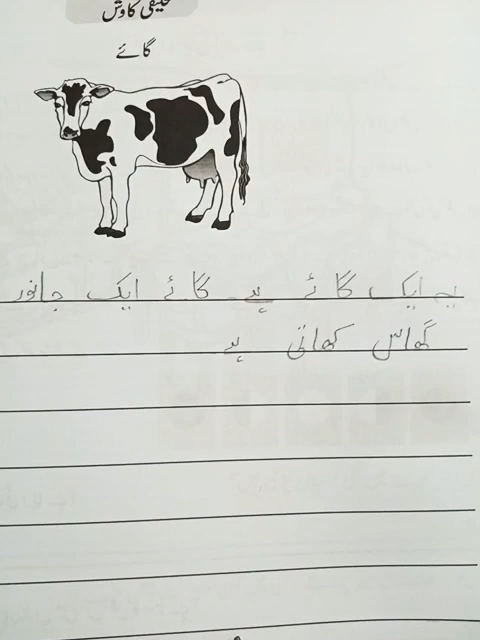 تخلیقی کاوش
گائے
یہ ایک گائے ہے۔ گائے ایک جانور
گھاس کھاتی ہے